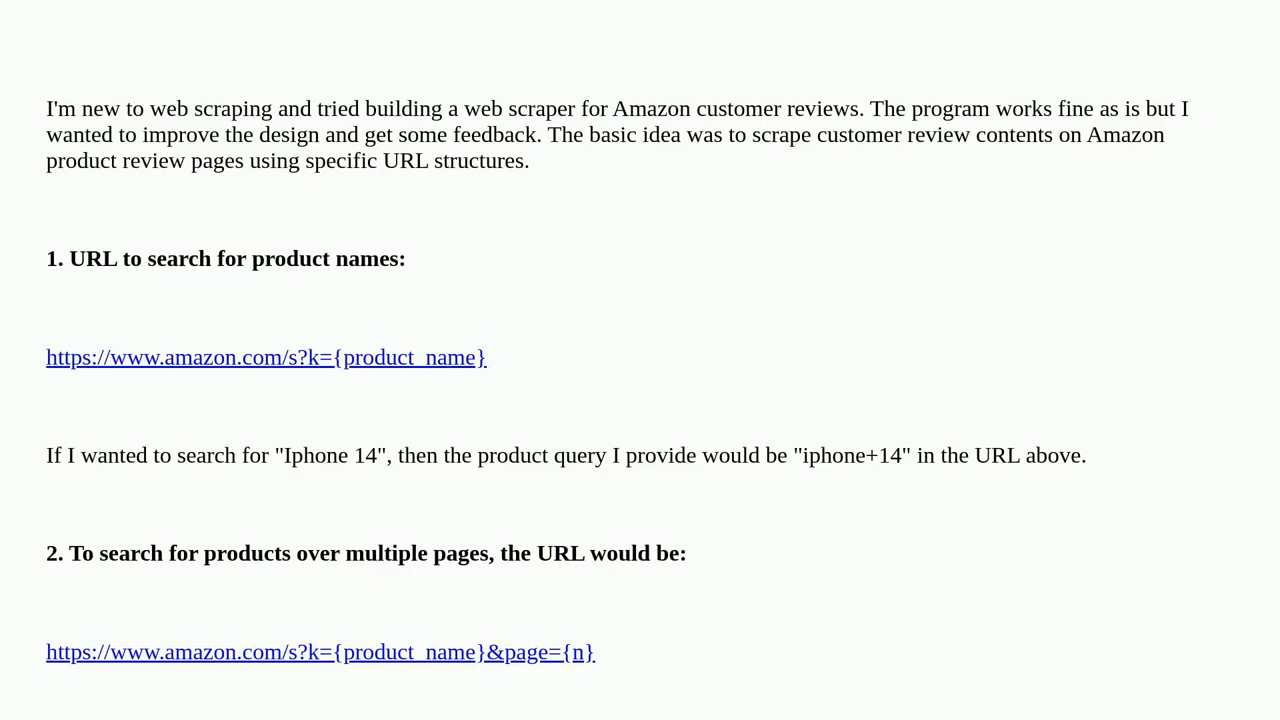 I'm new to web scraping and tried building a web scraper for Amazon customer reviews. The program works fine as is but I
wanted to improve the design and get some feedback. The basic idea was to scrape customer review contents on Amazon
product review pages using specific URL structures.
1. URL to search for product names:
https://www.amazon.com/s?k={product_name}
If I wanted to search for "Iphone 14", then the product query I provide would be "iphone+14" in the URL above.
2. To search for products over multiple pages, the URL would be:
https://www.amazon.com/s?k={product_name}&page={n}